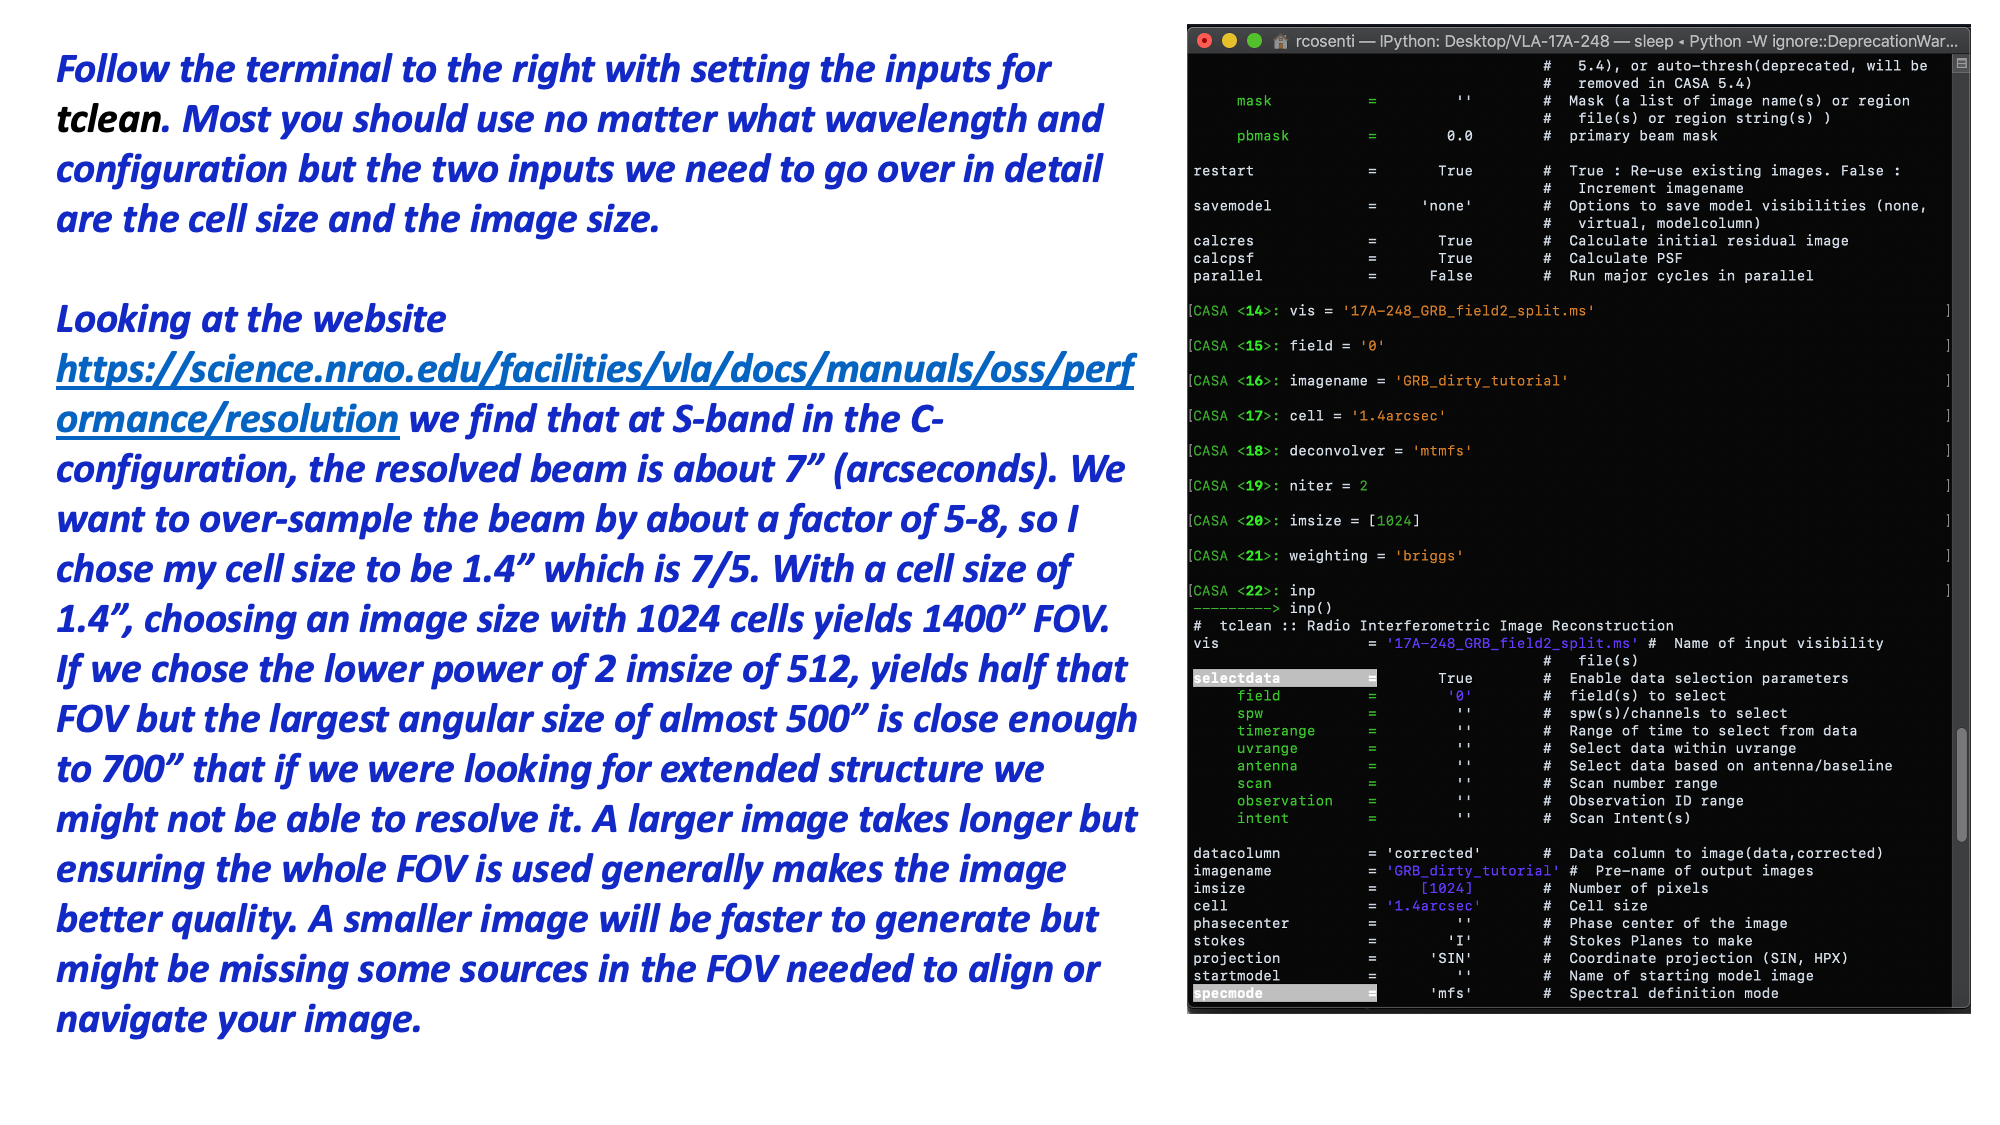 Follow the terminal to the right with setting the inputs for
tclean. Most you should use no matter what wavelength and
configuration but the two inputs we need to go over in detail
are the cell size and the image size.
Looking at the website
https://science.nrao.edu/facilities/vla/docs/manuals/oss/perf
ormance/resolution we find that at S-band in the C-
configuration, the resolved beam is about 7” (arcseconds). We
want to over-sample the beam by about a factor of 5-8, so I
chose my cell size to be 1.4” which is 7/5. With a cell size of
1.4”, choosing an image size with 1024 cells yields 1400” FOV.
If we chose the lower power of 2 imsize of 512, yields half that
FOV but the largest angular size of almost 500” is close enough
to 700” that if we were looking for extended structure we
might not be able to resolve it. A larger image takes longer but
ensuring the whole FOV is used generally makes the image
better quality. A smaller image will be faster to generate but
might be missing some sources in the FOV needed to align or
navigate your image.
rcosenti — IPython: Desktop/VLA-17A-248 — sleep ◂ Python -W ignore::DeprecationWar...
# 5.4), or auto-thresh(deprecated, will be
# removed in CASA 5.4)
mask = '' # Mask (a list of image name(s) or region
# file(s) or region string(s) )
pbmask = 0.0 # primary beam mask
restart = True # True : Re-use existing images. False :
# Increment imagename
savemodel = 'none' # Options to save model visibilities (none,
# virtual, modelcolumn)
calcres = True # Calculate initial residual image
calcpsf = True # Calculate PSF
parallel = False # Run major cycles in parallel
[CASA <14>: vis = '17A-248_GRB_field2_split.ms' ]
[CASA <15>: field = '0' ]
[CASA <16>: imagename = 'GRB_dirty_tutorial' ]
[CASA <17>: cell = '1.4arcsec' ]
[CASA <18>: deconvolver = 'mtmfs' ]
[CASA <19>: niter = 2 ]
[CASA <20>: imsize = [1024] ]
[CASA <21>: weighting = 'briggs' ]
[CASA <22>: inp ]
---------> inp()
# tclean :: Radio Interferometric Image Reconstruction
vis = '17A-248_GRB_field2_split.ms' # Name of input visibility
# file(s)
selectdata = True # Enable data selection parameters
field = '0' # field(s) to select
spw = '' # spw(s)/channels to select
timerange = '' # Range of time to select from data
uvrange = '' # Select data within uvrange
antenna = '' # Select data based on antenna/baseline
scan = '' # Scan number range
observation = '' # Observation ID range
intent = '' # Scan Intent(s)
datacolumn = 'corrected' # Data column to image(data,corrected)
imagename = 'GRB_dirty_tutorial' # Pre-name of output images
imsize = [1024] # Number of pixels
cell = '1.4arcsec' # Cell size
phasecenter = '' # Phase center of the image
stokes = 'I' # Stokes Planes to make
projection = 'SIN' # Coordinate projection (SIN, HPX)
startmodel = '' # Name of starting model image
specmode = 'mfs' # Spectral definition mode